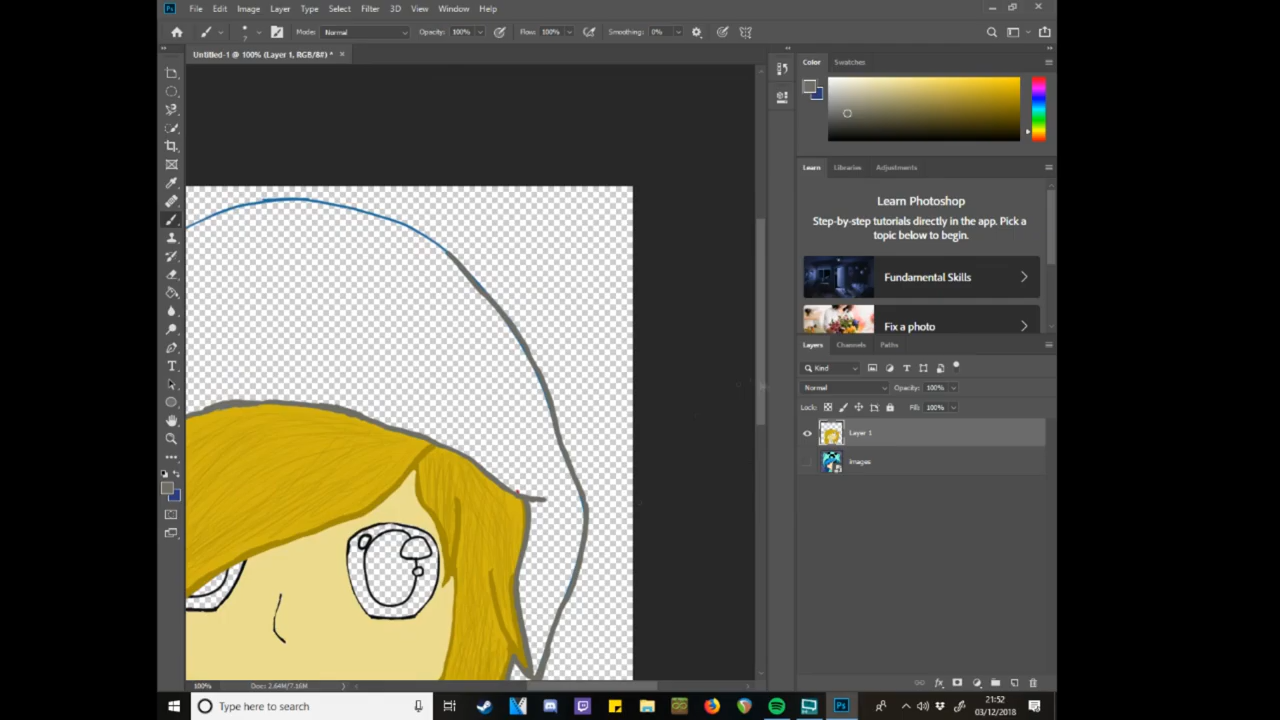 Ps File Edit Image Layer Type Select Filter 3D View Window Help
Mode: Normal Opacity: 100% Flow: 100% Smoothing: 0%
7
Untitled-1 @ 100% (Layer 1, RGB/8#) * ×
Color Swatches
Learn Libraries Adjustments
Learn Photoshop
Step-by-step tutorials directly in the app. Pick a
topic below to begin.
Fundamental Skills
Fix a photo
Layers Channels Paths
Kind
Normal Opacity: 100%
Lock: Fill: 100%
Layer 1
images
100% Doc: 2.64M/7.16M
Type here to search
Ps
21:52
03/12/2018